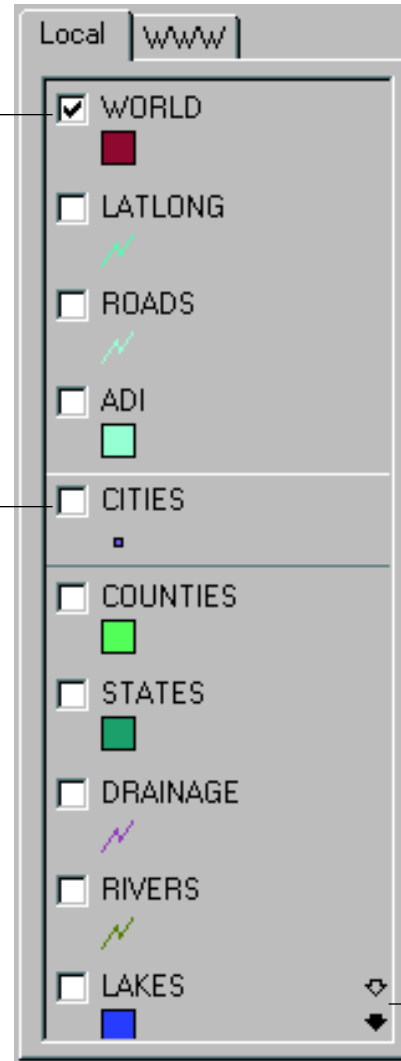 Local WWW
WORLD
LATLONG
ROADS
ADI
CITIES
COUNTIES
STATES
DRAINAGE
RIVERS
LAKES